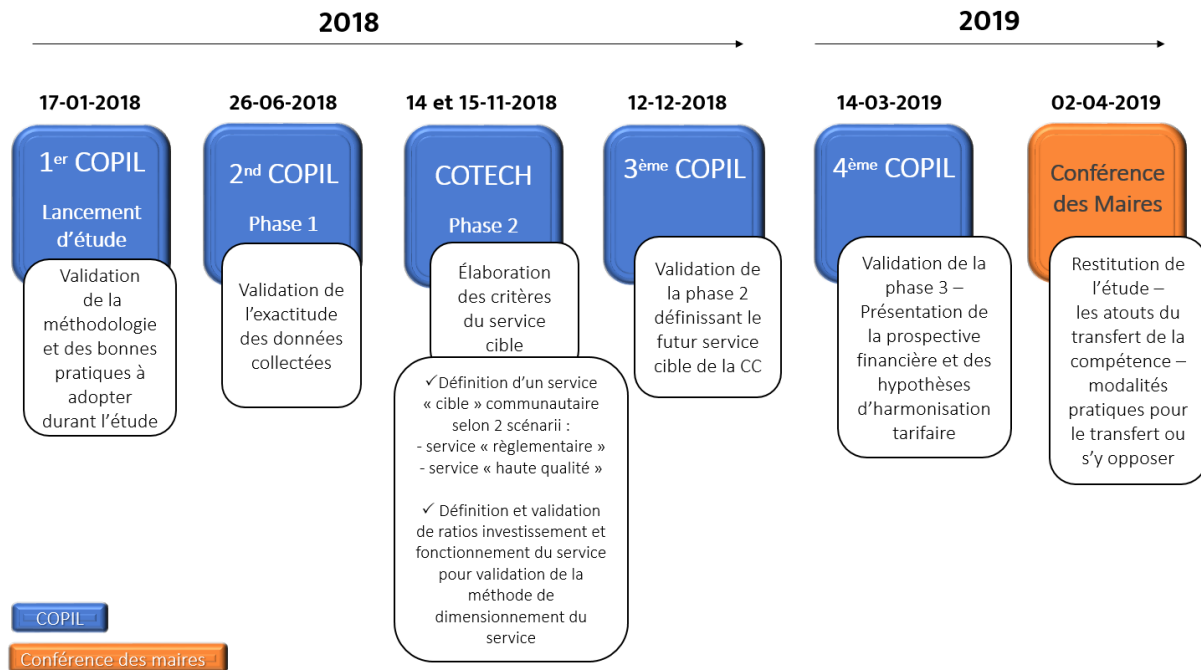 2018
2019
17-01-2018
1er COPIL
Lancement
d'étude
Validation
de la
méthodologie
et des bonnes
pratiques à
adopter
durant l'étude
26-06-2018
2nd COPIL
Phase 1
Validation de
l'exactitude
des données
collectées
14 et 15-11-2018
COTECH
Phase 2
Élaboration
des critères
du service
cible
✓Définition d'un service
« cible » communautaire
selon 2 scénarii :
- service « règlementaire »
- service « haute qualité »
✓ Définition et validation
de ratios investissement et
fonctionnement du service
pour validation de la
méthode de
dimensionnement du
service
12-12-2018
3ème COPIL
Validation de
la phase 2
définissant le
futur service
cible de la CC
14-03-2019
4ème COPIL
Validation de la
phase 3 –
Présentation de
la prospective
financière et des
hypothèses
d'harmonisation
tarifaire
02-04-2019
Conférence
des Maires
Restitution de
l'étude –
les atouts du
transfert de la
compétence –
modalités
pratiques pour
le transfert ou
s'y opposer
COPIL
Conférence des maires